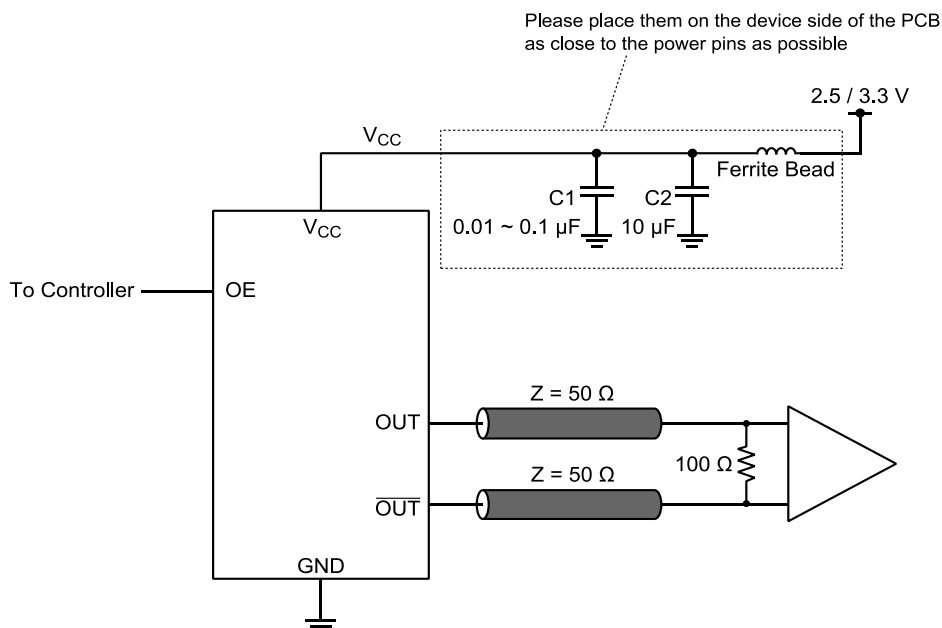 Please place them on the device side of the PCB
as close to the power pins as possible
2.5 / 3.3 V
VCC
Ferrite Bead
C1
C2
0.01 ~ 0.1 µF
10 µF
VCC
To Controller
OE
Z = 50 Ω
OUT
100 Ω
Z = 50 Ω
OUT
GND